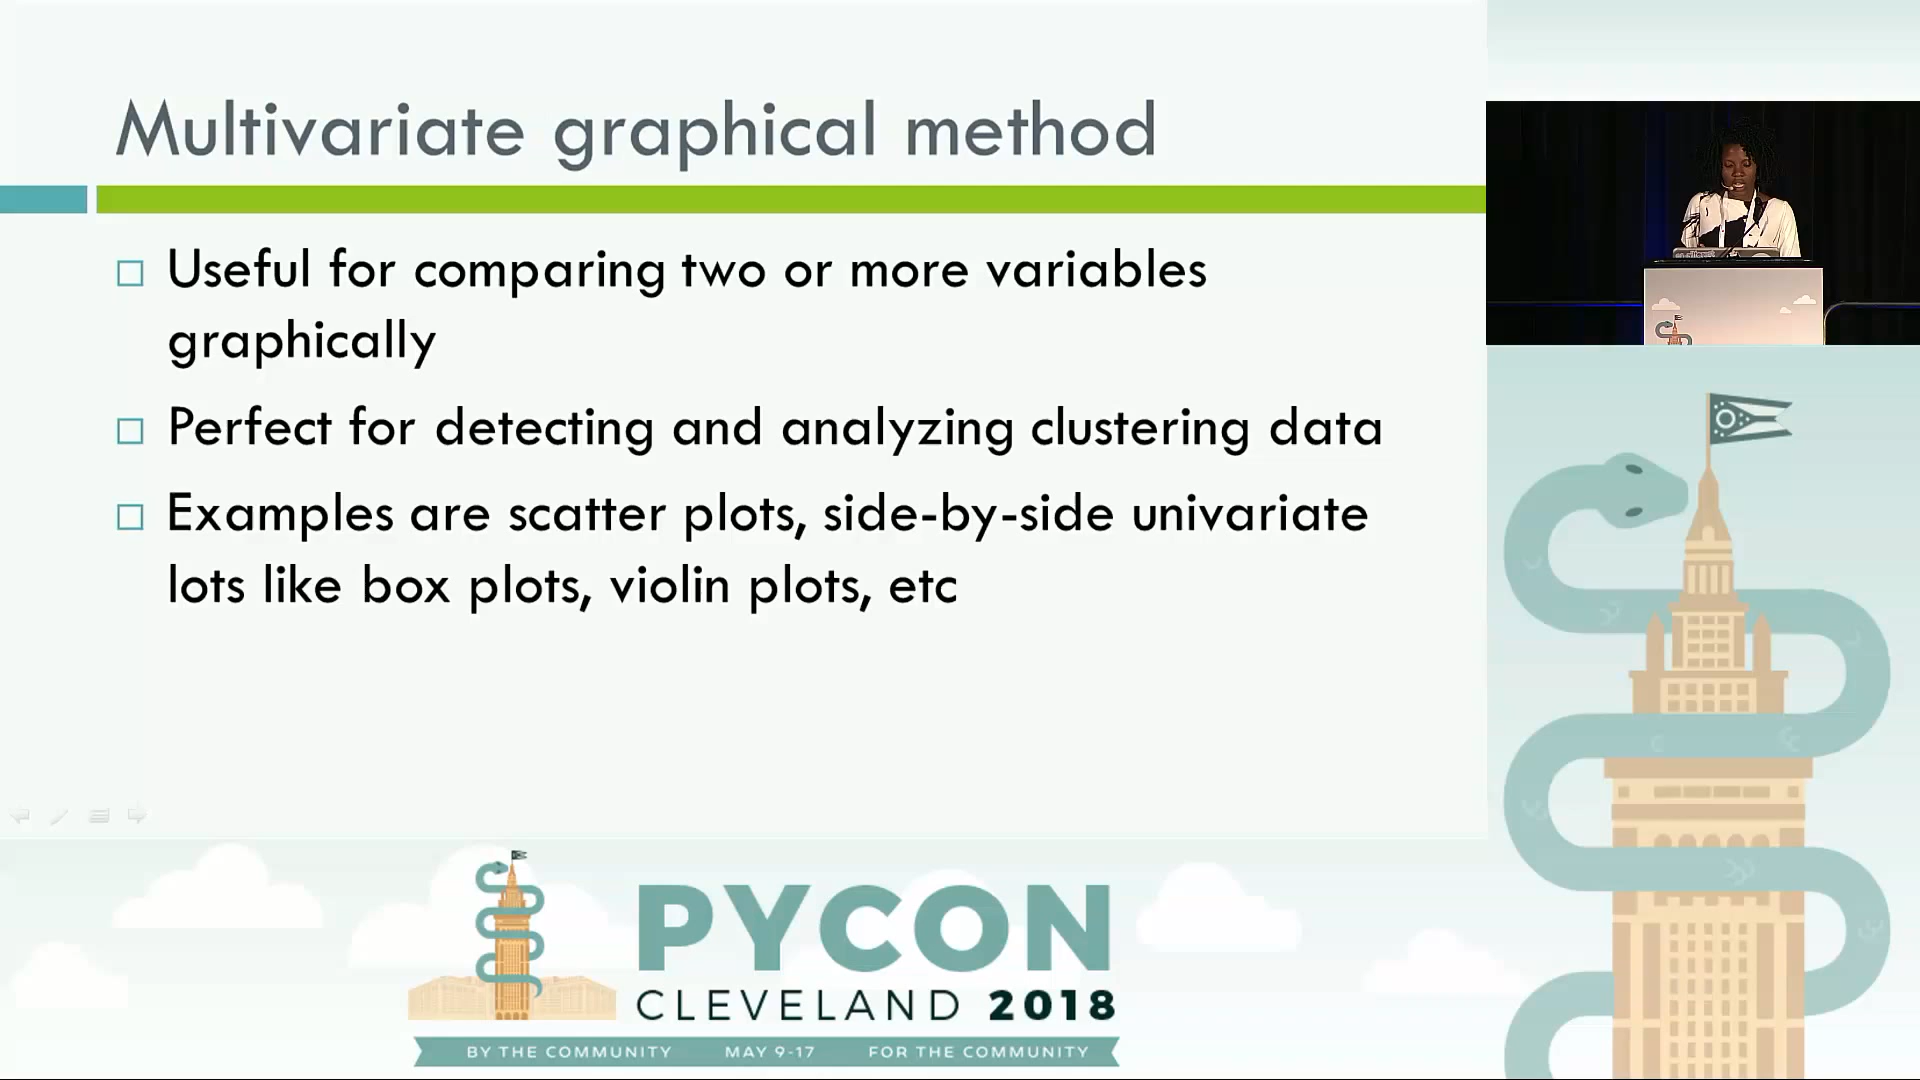 Multivariate graphical method
Useful for comparing two or more variables
graphically
Perfect for detecting and analyzing clustering data
Examples are scatter plots, side-by-side univariate
lots like box plots, violin plots, etc
PYCON
CLEVELAND 2018
BY THE COMMUNITY MAY 9-17 FOR THE COMMUNITY